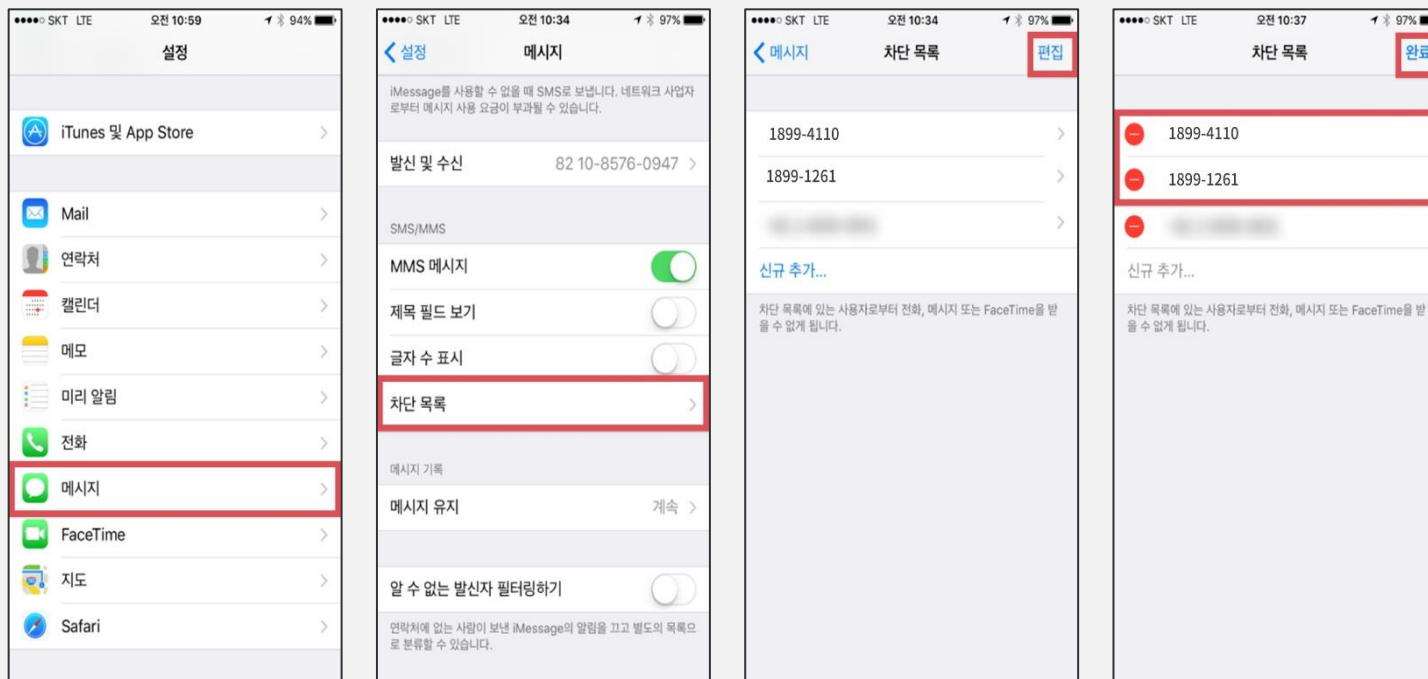 SKT LTE 오전 10:59 94%
설정
iTunes 및 App Store
Mail
연락처
캘린더
메모
미리 알림
전화
메시지
FaceTime
지도
Safari
SKT LTE 오전 10:34 97%
설정 메시지
iMessage를 사용할 수 없을 때 SMS로 보냅니다. 네트워크 사업자
로부터 메시지 사용 요금이 부과될 수 있습니다.
발신 및 수신 82 10-8576-0947
SMS/MMS
MMS 메시지
제목 필드 보기
글자 수 표시
차단 목록
메시지 기록
메시지 유지 계속
알 수 없는 발신자 필터링하기
연락처에 없는 사람이 보낸 iMessage의 알림을 끄고 별도의 목록으
로 분류할 수 있습니다.
SKT LTE 오전 10:34 97%
메시지 차단 목록 편집
1899-4110
1899-1261
신규 추가...
차단 목록에 있는 사용자로부터 전화, 메시지 또는 FaceTime을 받
을 수 없게 됩니다.
SKT LTE 오전 10:37 97%
차단 목록 완료
1899-4110
1899-1261
신규 추가...
차단 목록에 있는 사용자로부터 전화, 메시지 또는 FaceTime을 받
을 수 없게 됩니다.